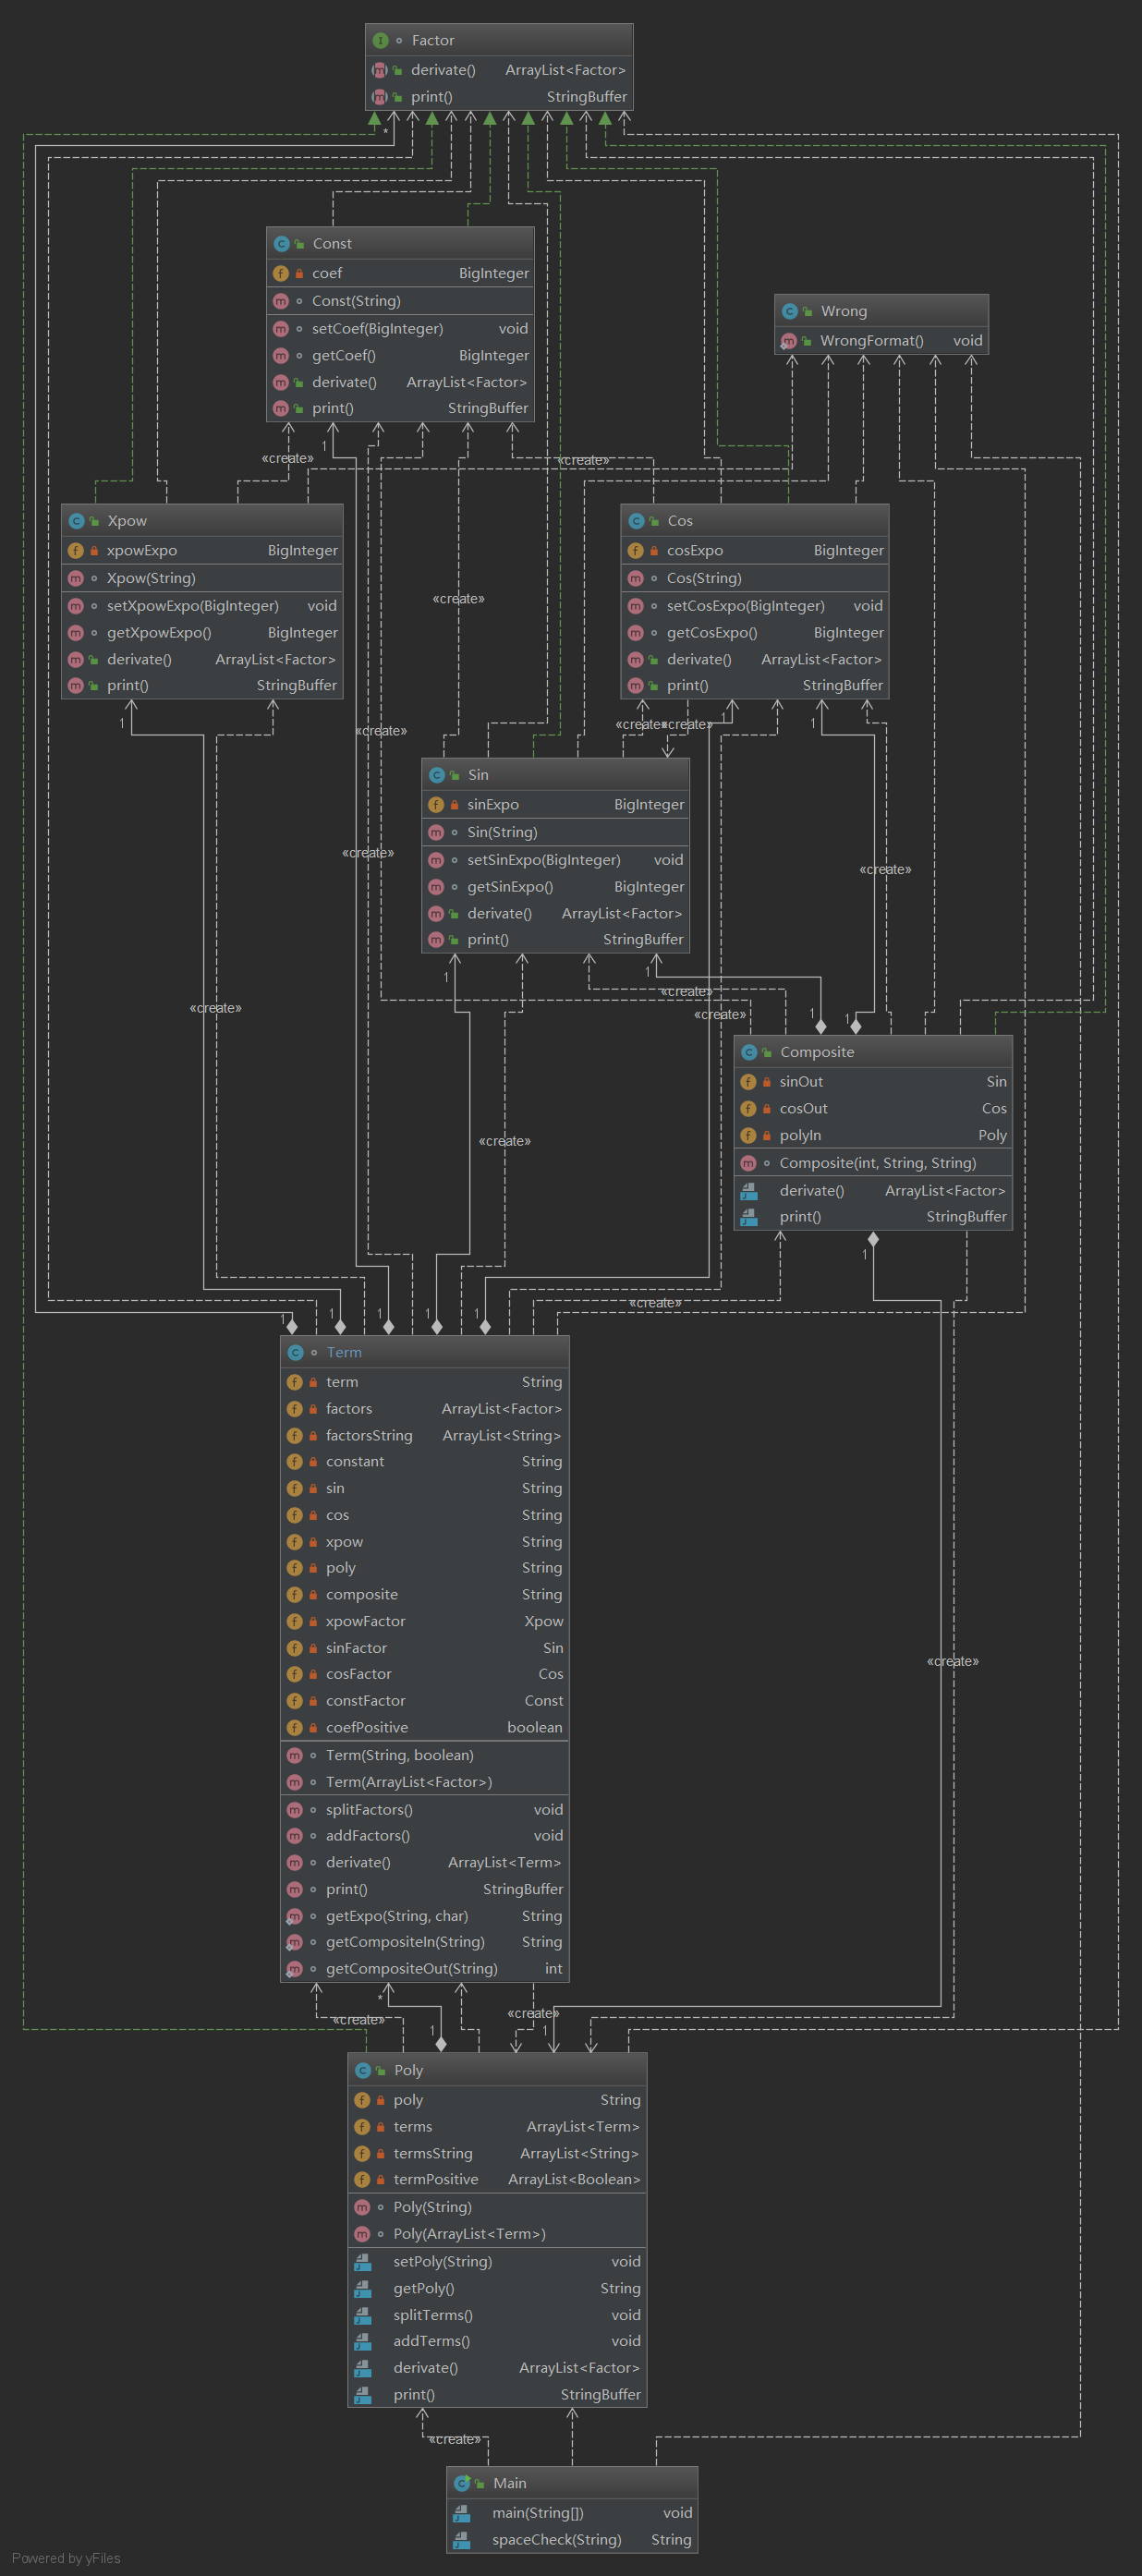 Factor
derivate() ArrayList<Factor>
print() StringBuffer
*
Const
coef BigInteger
Const(String)
setCoef(BigInteger) void
getCoef() BigInteger
derivate() ArrayList<Factor>
print() StringBuffer
Wrong
WrongFormat() void
1
«create»
«create»
Xpow
xpowExpo BigInteger
Xpow(String)
setXpowExpo(BigInteger) void
getXpowExpo() BigInteger
derivate() ArrayList<Factor>
print() StringBuffer
Cos
cosExpo BigInteger
Cos(String)
setCosExpo(BigInteger) void
getCosExpo() BigInteger
derivate() ArrayList<Factor>
print() StringBuffer
«create»
1
«create»
«create»
1
1
«create»
Sin
sinExpo BigInteger
Sin(String)
setSinExpo(BigInteger) void
getSinExpo() BigInteger
derivate() ArrayList<Factor>
print() StringBuffer
«create»
«create»
1
1
«create»
«create»
1
1
«create»
Composite
sinOut Sin
cosOut Cos
polyIn Poly
Composite(int, String, String)
derivate() ArrayList<Factor>
print() StringBuffer
«create»
1
«create»
1
1
1
1
1
Term
term String
factors ArrayList<Factor>
factorsString ArrayList<String>
constant String
sin String
cos String
xpow String
poly String
composite String
xpowFactor Xpow
sinFactor Sin
cosFactor Cos
constFactor Const
coefPositive boolean
Term(String, boolean)
Term(ArrayList<Factor>)
splitFactors() void
addFactors() void
derivate() ArrayList<Term>
print() StringBuffer
getExpo(String, char) String
getCompositeIn(String) String
getCompositeOut(String) int
«create»
*
«create»
«create»
1
1
Poly
poly String
terms ArrayList<Term>
termsString ArrayList<String>
termPositive ArrayList<Boolean>
Poly(String)
Poly(ArrayList<Term>)
setPoly(String) void
getPoly() String
splitTerms() void
addTerms() void
derivate() ArrayList<Factor>
print() StringBuffer
«create»
Main
main(String[]) void
spaceCheck(String) String
Powered by yFiles